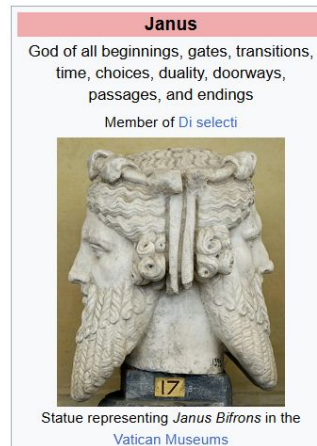 Janus
God of all beginnings, gates, transitions,
time, choices, duality, doorways,
passages, and endings
Member of Di selecti
17
Statue representing Janus Bifrons in the
Vatican Museums